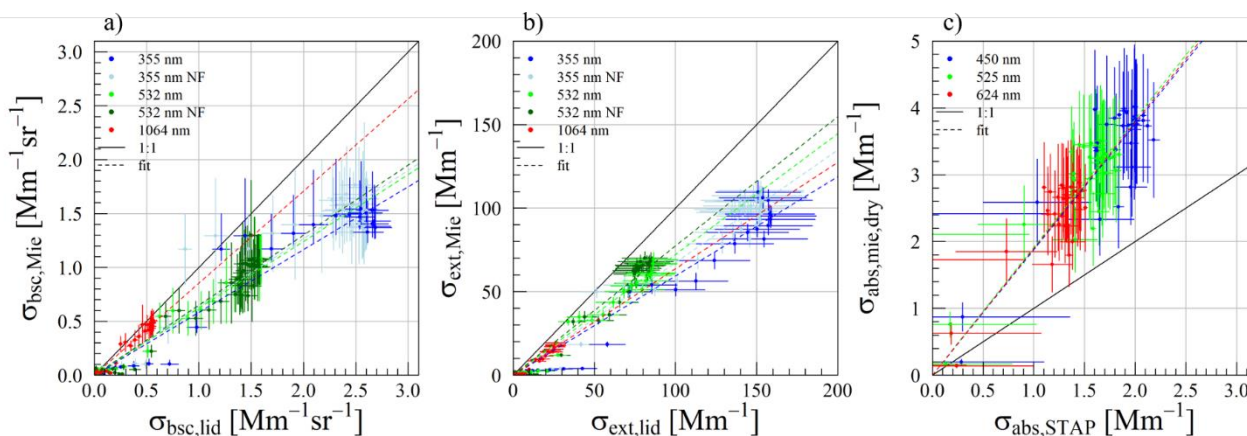 a)
σbsc,Mie [Mm⁻¹sr⁻¹]
3.0
2.5
2.0
1.5
1.0
0.5
0.0
355 nm
355 nm NF
532 nm
532 nm NF
1064 nm
1:1
fit
0.0 0.5 1.0 1.5 2.0 2.5 3.0
σbsc,lid [Mm⁻¹sr⁻¹]
b)
σext,Mie [Mm⁻¹]
200
150
100
50
0
355 nm
355 nm NF
532 nm
532 nm NF
1064 nm
1:1
fit
0 50 100 150 200
σext,lid [Mm⁻¹]
c)
σabs,mie,dry [Mm⁻¹]
5
4
3
2
1
0
450 nm
525 nm
624 nm
1:1
fit
0.0 0.5 1.0 1.5 2.0 2.5 3.0
σabs,STAP [Mm⁻¹]